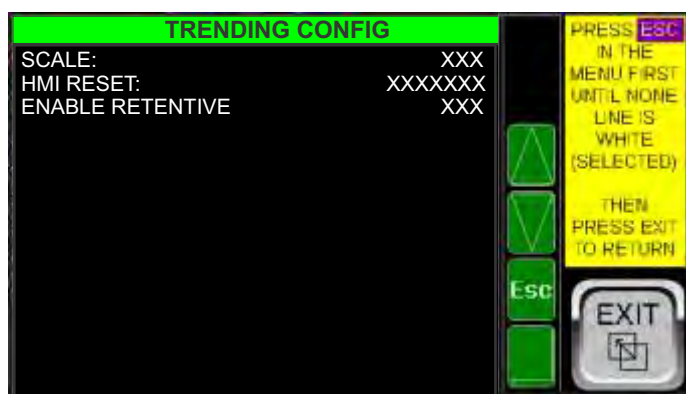 TRENDING CONFIG
SCALE: XXX
HMI RESET: XXXXXXX
ENABLE RETENTIVE XXX
Esc
PRESS ESC
IN THE
MENU FIRST
UNTIL NONE
LINE IS
WHITE
(SELECTED)
THEN
PRESS EXIT
TO RETURN
EXIT